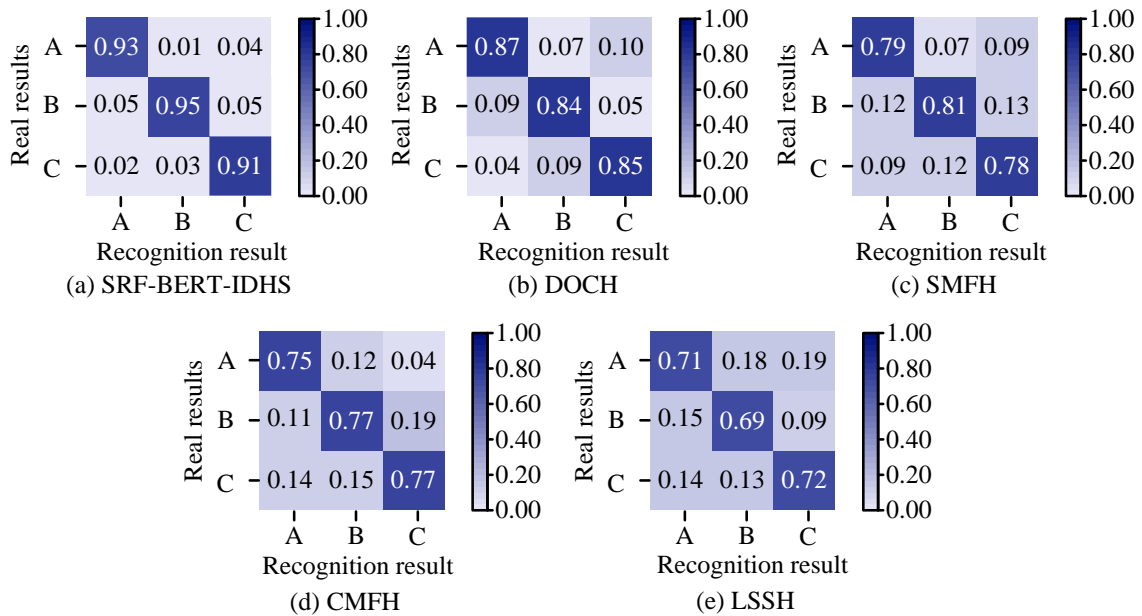 Real results
A 0.93 0.01 0.04
B 0.05 0.95 0.05
C 0.02 0.03 0.91
A B C
Recognition result
1.00
0.80
0.60
0.40
0.20
0.00
(a) SRF-BERT-IDHS
Real results
A 0.87 0.07 0.10
B 0.09 0.84 0.05
C 0.04 0.09 0.85
A B C
Recognition result
1.00
0.80
0.60
0.40
0.20
0.00
(b) DOCH
Real results
A 0.79 0.07 0.09
B 0.12 0.81 0.13
C 0.09 0.12 0.78
A B C
Recognition result
1.00
0.80
0.60
0.40
0.20
0.00
(c) SMFH
Real results
A 0.75 0.12 0.04
B 0.11 0.77 0.19
C 0.14 0.15 0.77
A B C
Recognition result
1.00
0.80
0.60
0.40
0.20
0.00
(d) CMFH
Real results
A 0.71 0.18 0.19
B 0.15 0.69 0.09
C 0.14 0.13 0.72
A B C
Recognition result
1.00
0.80
0.60
0.40
0.20
0.00
(e) LSSH